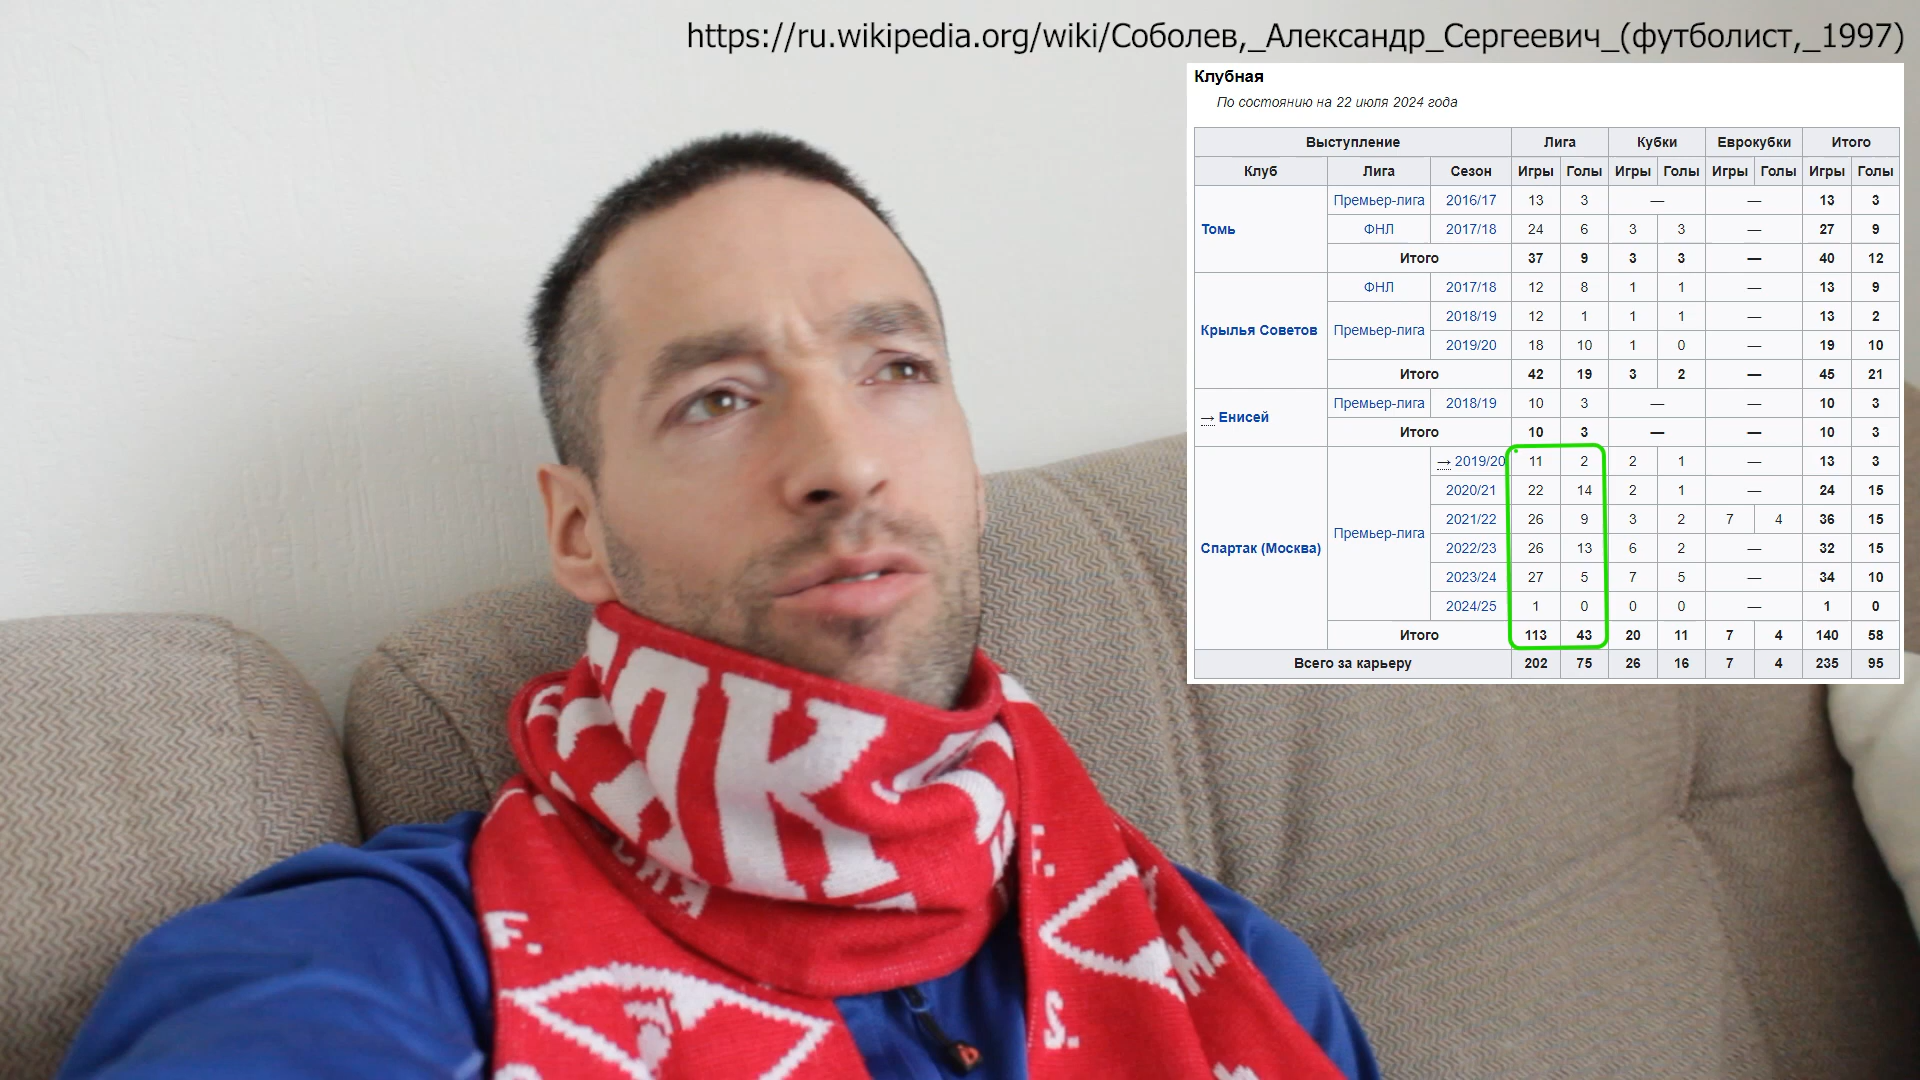 https://ru.wikipedia.org/wiki/Соболев,_Александр_Сергеевич_(футболист,_1997)
Клубная
По состоянию на 22 июля 2024 года
Выступление Лига Кубки Еврокубки Итого
Клуб Лига Сезон Игры Голы Игры Голы Игры Голы Игры Голы
Томь Премьер-лига 2016/17 13 3 — — 13 3
ФНЛ 2017/18 24 6 3 3 — 27 9
Итого 37 9 3 3 — 40 12
Крылья Советов ФНЛ 2017/18 12 8 1 1 — 13 9
Премьер-лига 2018/19 12 1 1 1 — 13 2
2019/20 18 10 1 0 — 19 10
Итого 42 19 3 2 — 45 21
→ Енисей Премьер-лига 2018/19 10 3 — — 10 3
Итого 10 3 — — 10 3
Спартак (Москва) Премьер-лига → 2019/20 11 2 2 1 — 13 3
2020/21 22 14 2 1 — 24 15
2021/22 26 9 3 2 7 4 36 15
2022/23 26 13 6 2 — 32 15
2023/24 27 5 7 5 — 34 10
2024/25 1 0 0 0 — 1 0
Итого 113 43 20 11 7 4 140 58
Всего за карьеру 202 75 26 16 7 4 235 95
F.
F.
M.
S.